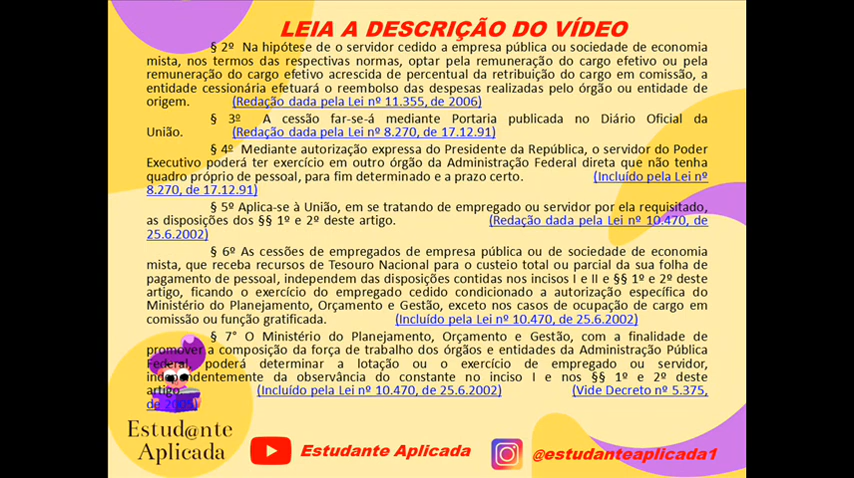 LEIA A DESCRIÇÃO DO VÍDEO
§ 2º Na hipótese de o servidor cedido a empresa pública ou sociedade de economia
mista, nos termos das respectivas normas, optar pela remuneração do cargo efetivo ou pela
remuneração do cargo efetivo acrescida de percentual da retribuição do cargo em comissão, a
entidade cessionária efetuará o reembolso das despesas realizadas pelo órgão ou entidade de
origem. (Redação dada pela Lei nº 11.355, de 2006)
§ 3º A cessão far-se-á mediante Portaria publicada no Diário Oficial da
União. (Redação dada pela Lei nº 8.270, de 17.12.91)
§ 4º Mediante autorização expressa do Presidente da República, o servidor do Poder
Executivo poderá ter exercício em outro órgão da Administração Federal direta que não tenha
quadro próprio de pessoal, para fim determinado e a prazo certo. (Incluído pela Lei nº
8.270, de 17.12.91)
§ 5º Aplica-se à União, em se tratando de empregado ou servidor por ela requisitado,
as disposições dos §§ 1º e 2º deste artigo. (Redação dada pela Lei nº 10.470, de
25.6.2002)
§ 6º As cessões de empregados de empresa pública ou de sociedade de economia
mista, que receba recursos de Tesouro Nacional para o custeio total ou parcial da sua folha de
pagamento de pessoal, independem das disposições contidas nos incisos I e II e §§ 1º e 2º deste
artigo, ficando o exercício do empregado cedido condicionado a autorização específica do
Ministério do Planejamento, Orçamento e Gestão, exceto nos casos de ocupação de cargo em
comissão ou função gratificada. (Incluído pela Lei nº 10.470, de 25.6.2002)
§ 7° O Ministério do Planejamento, Orçamento e Gestão, com a finalidade de
promover a composição da força de trabalho dos órgãos e entidades da Administração Pública
Federal, poderá determinar a lotação ou o exercício de empregado ou servidor,
independentemente da observância do constante no inciso I e nos §§ 1º e 2º deste
artigo. (Incluído pela Lei nº 10.470, de 25.6.2002) (Vide Decreto nº 5.375,
de 2005)
Estud@nte
Aplicada
Estudante Aplicada
@estudanteaplicada1